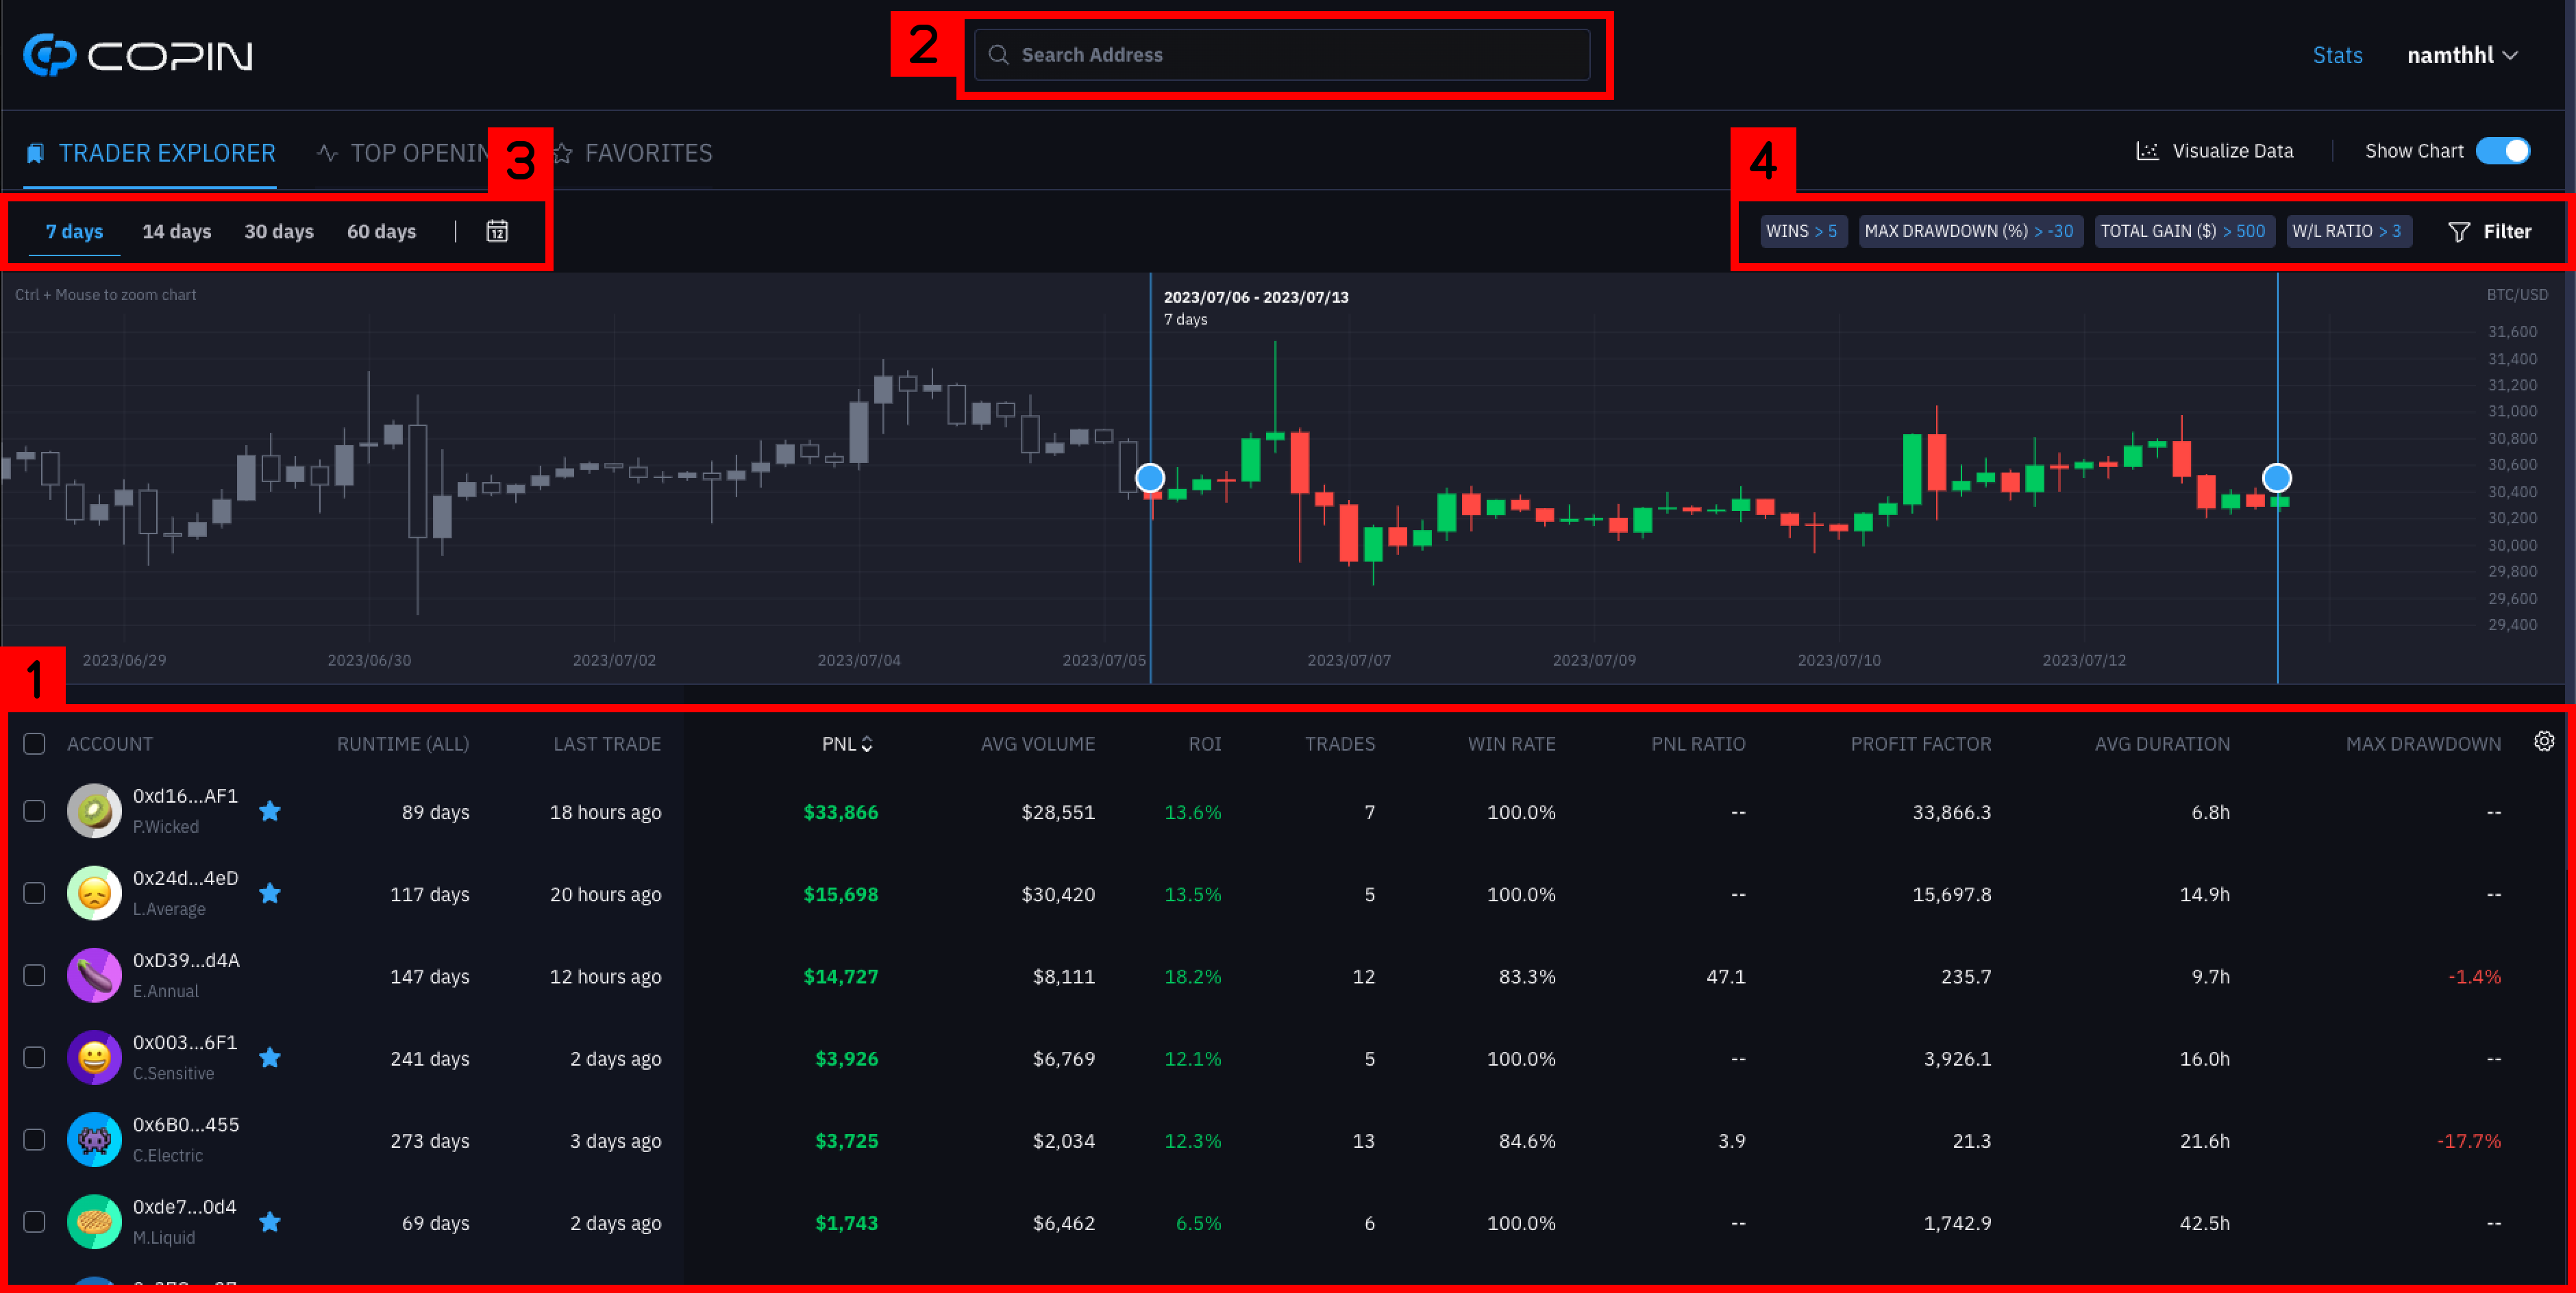 COPIN
2
Search Address
Stats
namthhl
TRADER EXPLORER
TOP OPENIN
3
FAVORITES
4
Visualize Data
Show Chart
7 days
14 days
30 days
60 days
12
WINS > 5
MAX DRAWDOWN (%) > -30
TOTAL GAIN ($) > 500
W/L RATIO > 3
Filter
Ctrl + Mouse to zoom chart
2023/07/06 - 2023/07/13
7 days
BTC/USD
31,600
31,400
31,200
31,000
30,800
30,600
30,400
30,200
30,000
29,800
29,600
29,400
2023/06/29 2023/06/30 2023/07/02 2023/07/04 2023/07/05 2023/07/07 2023/07/09 2023/07/10 2023/07/12
1
ACCOUNT RUNTIME (ALL) LAST TRADE PNL AVG VOLUME ROI TRADES WIN RATE PNL RATIO PROFIT FACTOR AVG DURATION MAX DRAWDOWN
0xd16...AF1
P.Wicked
89 days 18 hours ago $33,866 $28,551 13.6% 7 100.0% -- 33,866.3 6.8h --
0x24d...4eD
L.Average
117 days 20 hours ago $15,698 $30,420 13.5% 5 100.0% -- 15,697.8 14.9h --
0xD39...d4A
E.Annual
147 days 12 hours ago $14,727 $8,111 18.2% 12 83.3% 47.1 235.7 9.7h -1.4%
0x003...6F1
C.Sensitive
241 days 2 days ago $3,926 $6,769 12.1% 5 100.0% -- 3,926.1 16.0h --
0x6B0...455
C.Electric
273 days 3 days ago $3,725 $2,034 12.3% 13 84.6% 3.9 21.3 21.6h -17.7%
0xde7...0d4
M.Liquid
69 days 2 days ago $1,743 $6,462 6.5% 6 100.0% -- 1,742.9 42.5h --